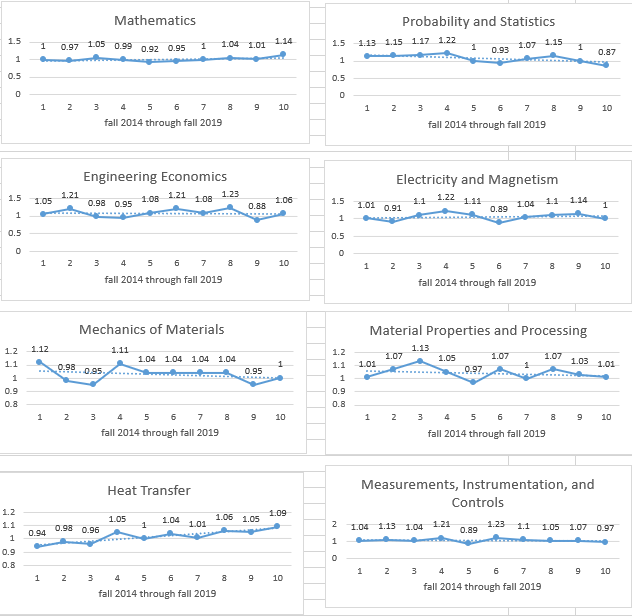 Mathematics
1.5
1
0.5
0
1 0.97 1.05 0.99 0.92 0.95 1 1.04 1.01 1.14
1 2 3 4 5 6 7 8 9 10
fall 2014 through fall 2019
Probability and Statistics
1.5
1
0.5
0
1.13 1.15 1.17 1.22 1 0.93 1.07 1.15 1 0.87
1 2 3 4 5 6 7 8 9 10
fall 2014 through fall 2019
Engineering Economics
1.5
1
0.5
0
1.05 1.21 0.98 0.95 1.08 1.21 1.08 1.23 0.88 1.06
1 2 3 4 5 6 7 8 9 10
fall 2014 through fall 2019
Electricity and Magnetism
1.5
1
0.5
0
1.01 0.91 1.1 1.22 1.11 0.89 1.04 1.1 1.14 1
1 2 3 4 5 6 7 8 9 10
fall 2014 through fall 2019
Mechanics of Materials
1.2
1.1
1
0.9
0.8
1.12 0.98 0.95 1.11 1.04 1.04 1.04 1.04 0.95 1
1 2 3 4 5 6 7 8 9 10
fall 2014 through fall 2019
Material Properties and Processing
1.2
1.1
1
0.9
0.8
1.01 1.07 1.13 1.05 0.97 1.07 1 1.07 1.03 1.01
1 2 3 4 5 6 7 8 9 10
fall 2014 through fall 2019
Heat Transfer
1.2
1.1
1
0.9
0.8
0.94 0.98 0.96 1.05 1 1.04 1.01 1.06 1.05 1.09
1 2 3 4 5 6 7 8 9 10
fall 2014 through fall 2019
Measurements, Instrumentation, and
Controls
2
1
0
1.04 1.13 1.04 1.21 0.89 1.23 1.1 1.05 1.07 0.97
1 2 3 4 5 6 7 8 9 10
fall 2014 through fall 2019